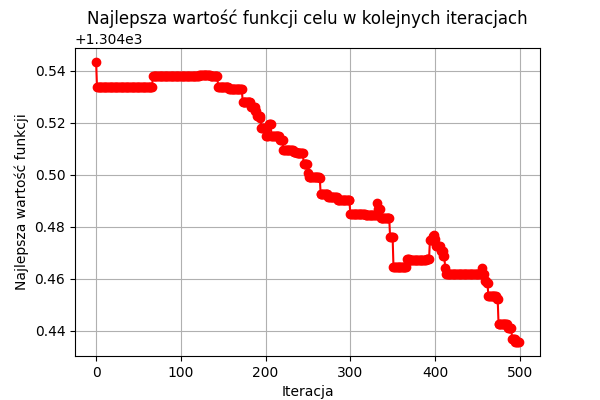 Najlepsza wartość funkcji celu w kolejnych iteracjach
+1.304e3
0.54
0.52
0.50
0.48
0.46
0.44
Najlepsza wartość funkcji
0 100 200 300 400 500
Iteracja